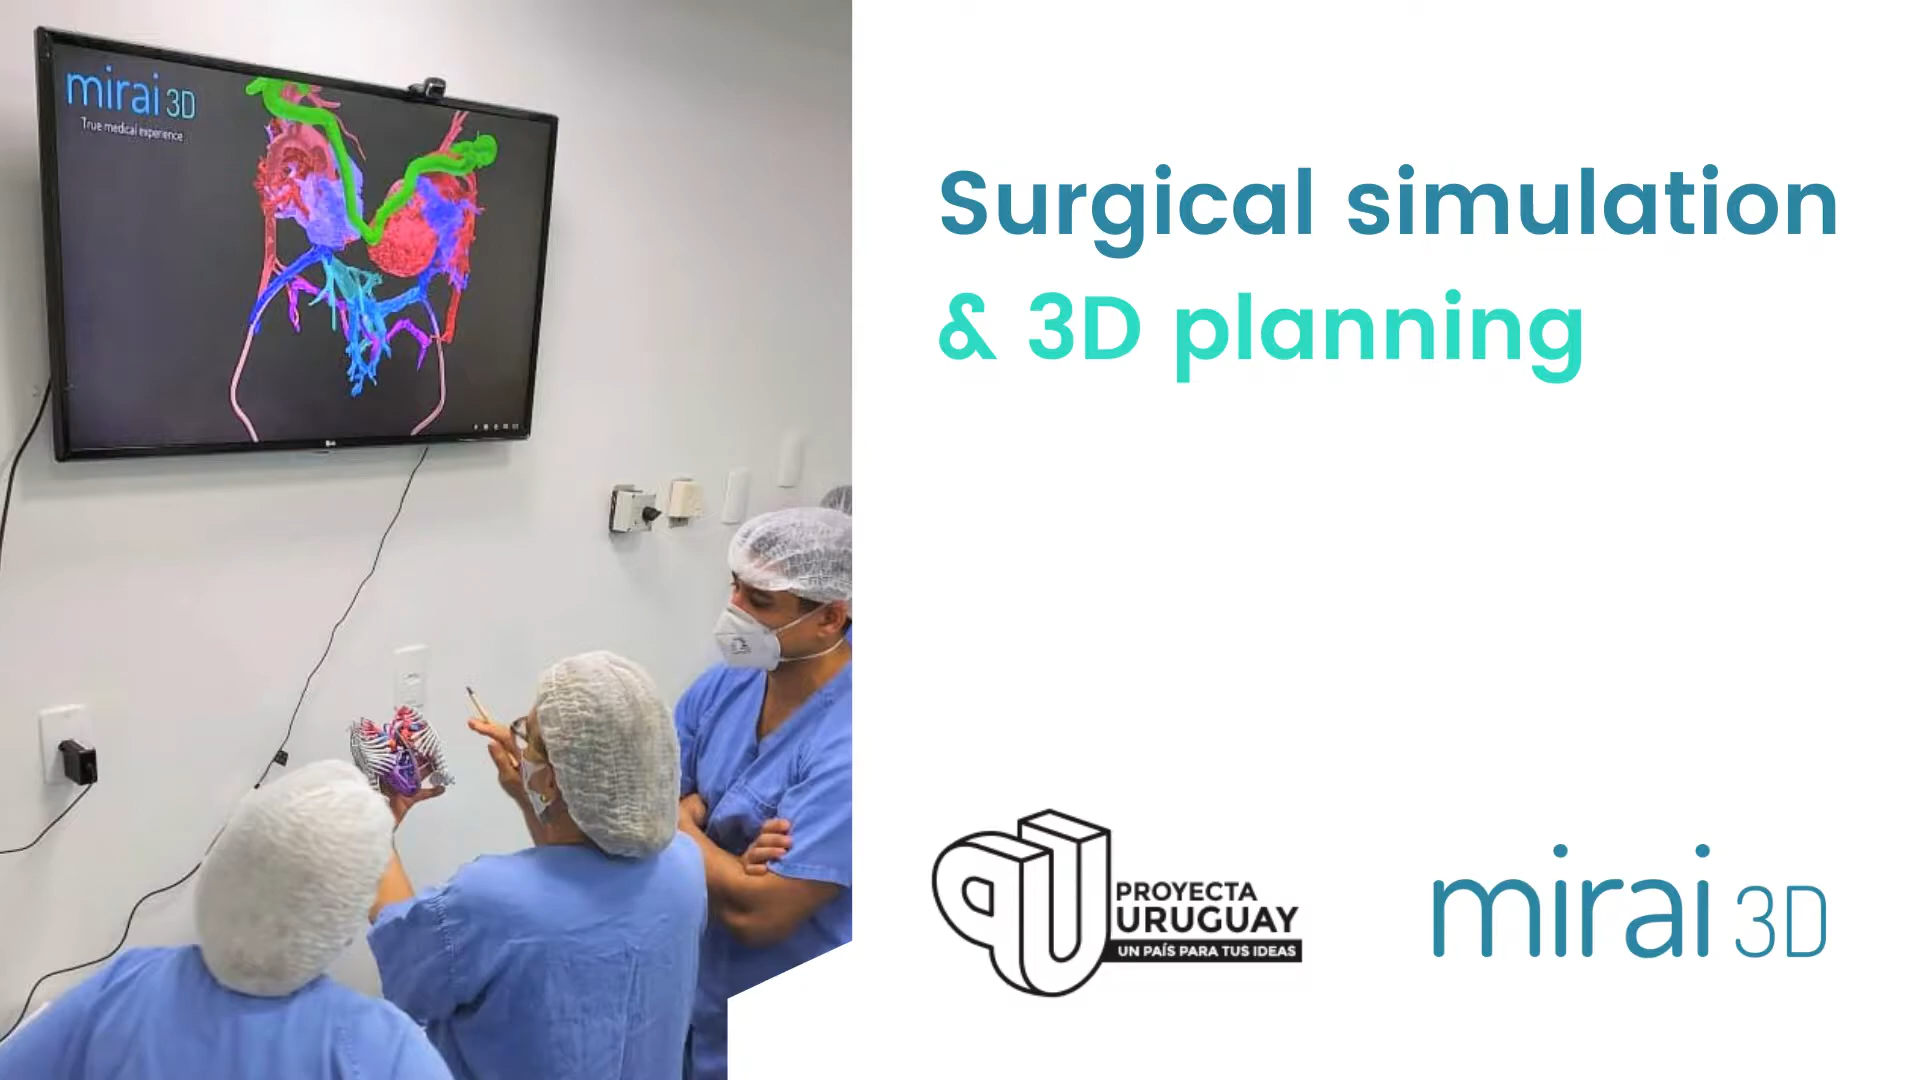 mirai 3D
True medical experience
Surgical simulation
& 3D planning
PROYECTA
URUGUAY
UN PAÍS PARA TUS IDEAS
mirai 3D